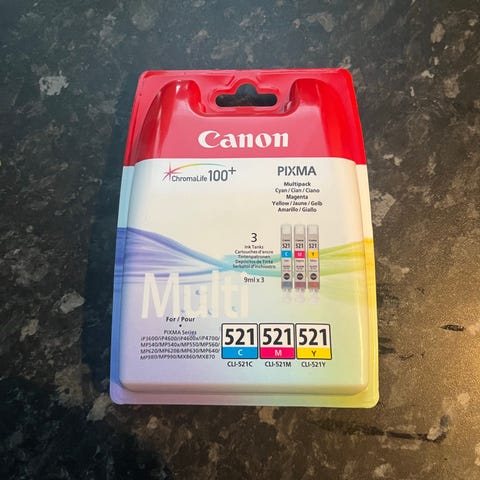 Canon
ChromaLife 100+
PIXMA
Multipack
Cyan / Cian / Ciano
Magenta
Yellow / Jaune / Gelb
Amarillo / Giallo
3
Ink Tanks
Cartouches d'encre
Tintenpatronen
Depósitos de Tinta
Serbatoi d'inchiostro
9ml x 3
Canon
521 521 521
C M Y
Multi
For / Pour
PIXMA Series
iP3600/iP4600/iP4600x/iP4700/
MP540/MP540x/MP550/MP560/
MP620/MP620B/MP630/MP640/
MP980/MP990/MX860/MX870
521 521 521
C M Y
CLI-521C CLI-521M CLI-521Y